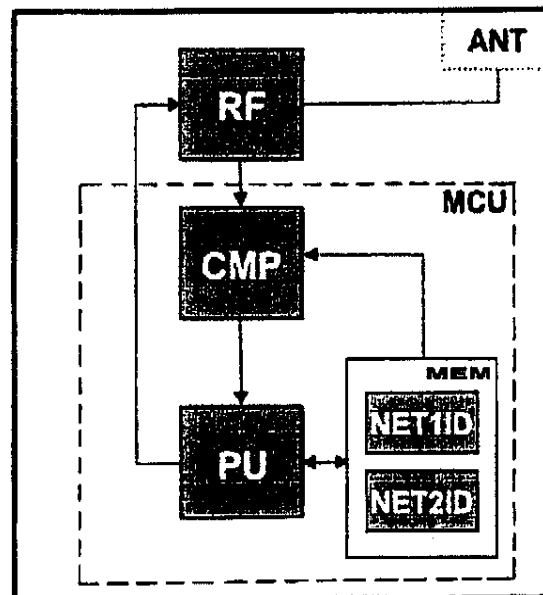 ANT
RF
MCU
CMP
MEM
NET1ID
PU
NET2ID